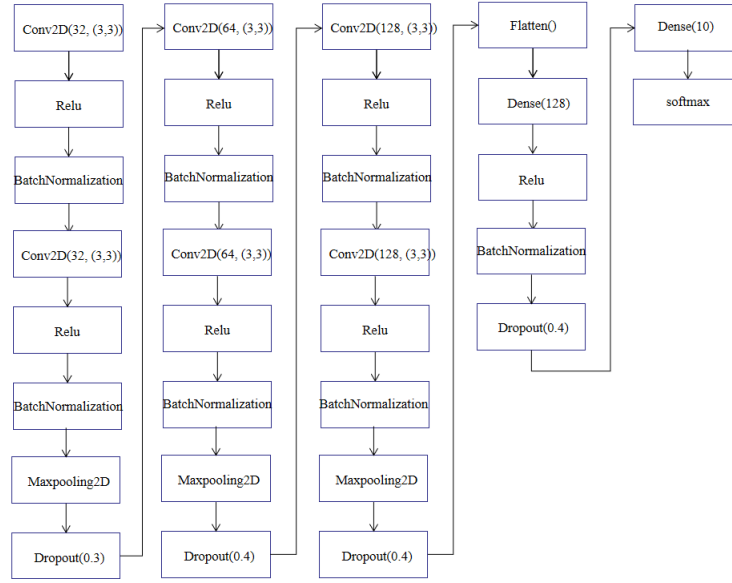 Conv2D(32, (3,3))
Relu
BatchNormalization
Conv2D(32, (3,3))
Relu
BatchNormalization
Maxpooling2D
Dropout(0.3)
Conv2D(64, (3,3))
Relu
BatchNormalization
Conv2D(64, (3,3))
Relu
BatchNormalization
Maxpooling2D
Dropout(0.4)
Conv2D(128, (3,3))
Relu
BatchNormalization
Conv2D(128, (3,3))
Relu
BatchNormalization
Maxpooling2D
Dropout(0.4)
Flatten()
Dense(128)
Relu
BatchNormalization
Dropout(0.4)
Dense(10)
softmax